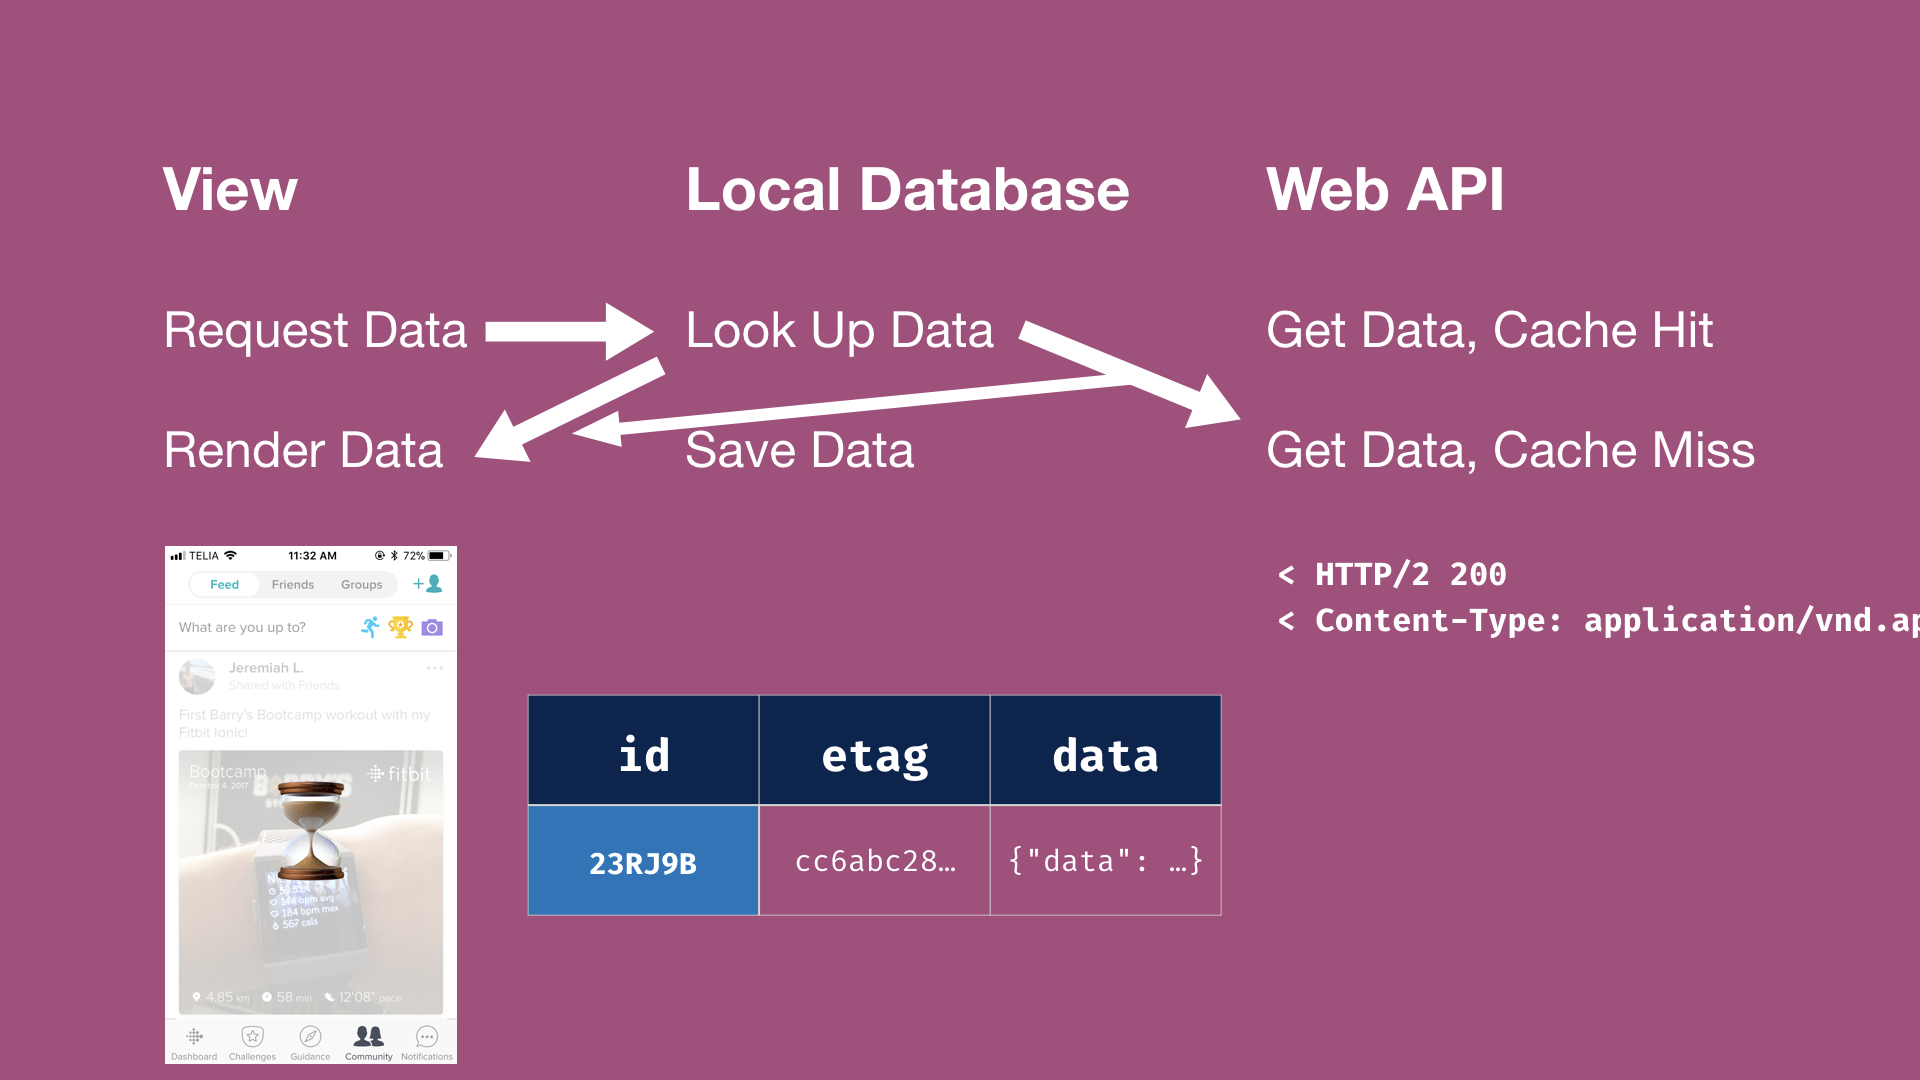 View
Local Database
Web API
Request Data
Look Up Data
Get Data, Cache Hit
Render Data
Save Data
Get Data, Cache Miss
TELIA
11:32 AM
72%
Feed
Friends
Groups
What are you up to?
Jeremiah L.
Shared with Friends
First Barry's Bootcamp workout with my
Fitbit Ionic!
Bootcamp
October 4, 2017
fitbit
144 bpm avg
184 bpm max
567 cals
4.85 km
58 min
12'08" pace
Dashboard
Challenges
Guidance
Community
Notifications
id
etag
data
23RJ9B
cc6abc28…
{"data": …}
< HTTP/2 200
< Content-Type: application/vnd.ap